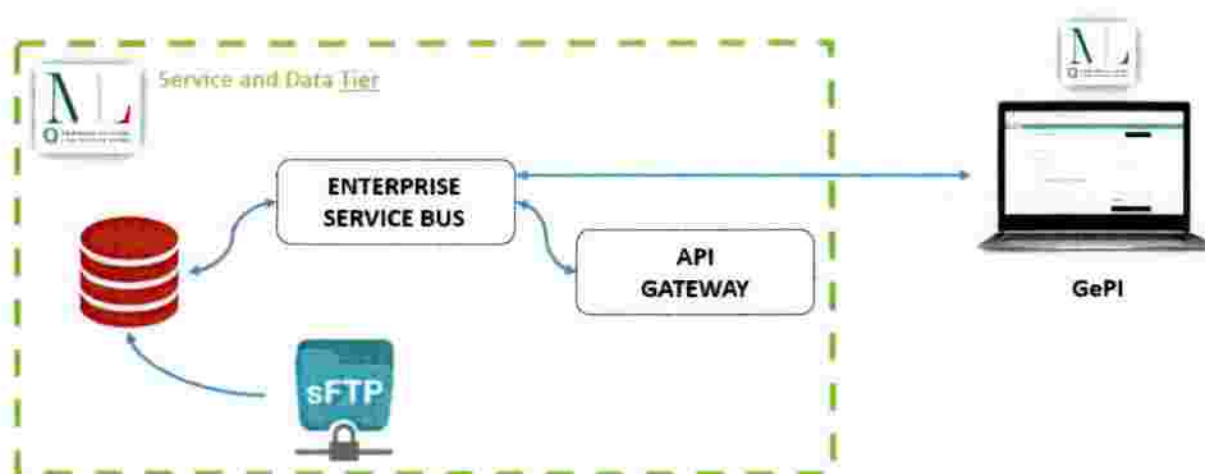 Service and Data Tier
ENTERPRISE
SERVICE BUS
API
GATEWAY
GePI
sFTP